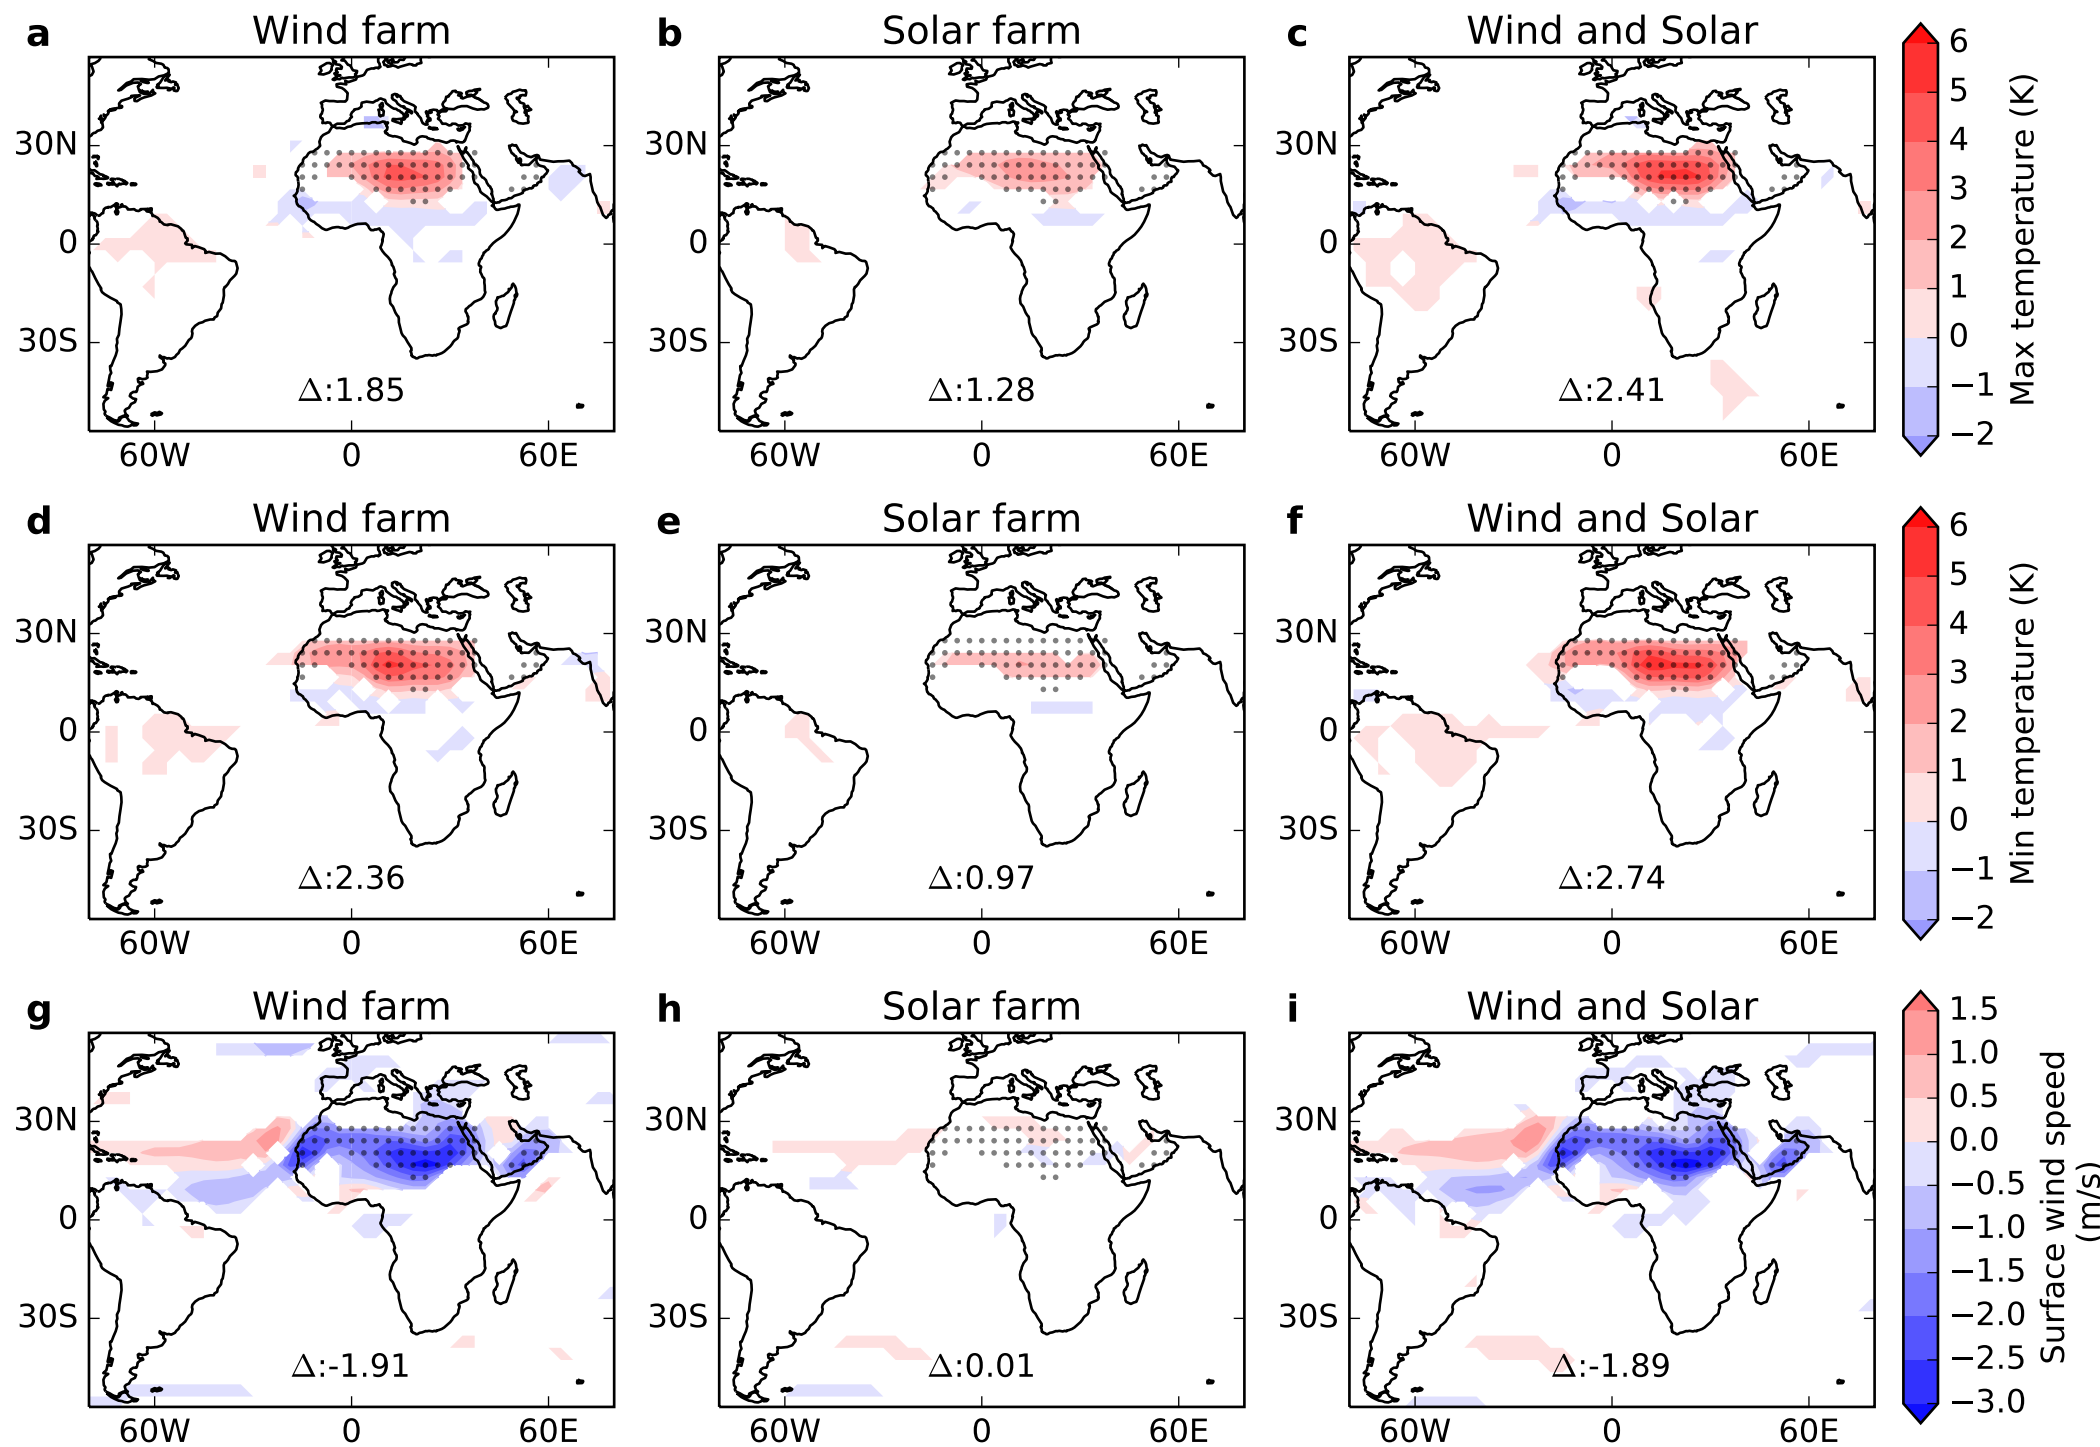 a Wind farm
b Solar farm
c Wind and Solar
30N
0
30S
60W 0 60E
Δ:1.85
30N
0
30S
60W 0 60E
Δ:1.28
30N
0
30S
60W 0 60E
Δ:2.41
6
5
4
3
2
1
0
−1
−2
Max temperature (K)
d Wind farm
e Solar farm
f Wind and Solar
30N
0
30S
60W 0 60E
Δ:2.36
30N
0
30S
60W 0 60E
Δ:0.97
30N
0
30S
60W 0 60E
Δ:2.74
6
5
4
3
2
1
0
−1
−2
Min temperature (K)
g Wind farm
h Solar farm
i Wind and Solar
30N
0
30S
60W 0 60E
Δ:-1.91
30N
0
30S
60W 0 60E
Δ:0.01
30N
0
30S
60W 0 60E
Δ:-1.89
1.5
1.0
0.5
0.0
−0.5
−1.0
−1.5
−2.0
−2.5
−3.0
Surface wind speed
(m/s)